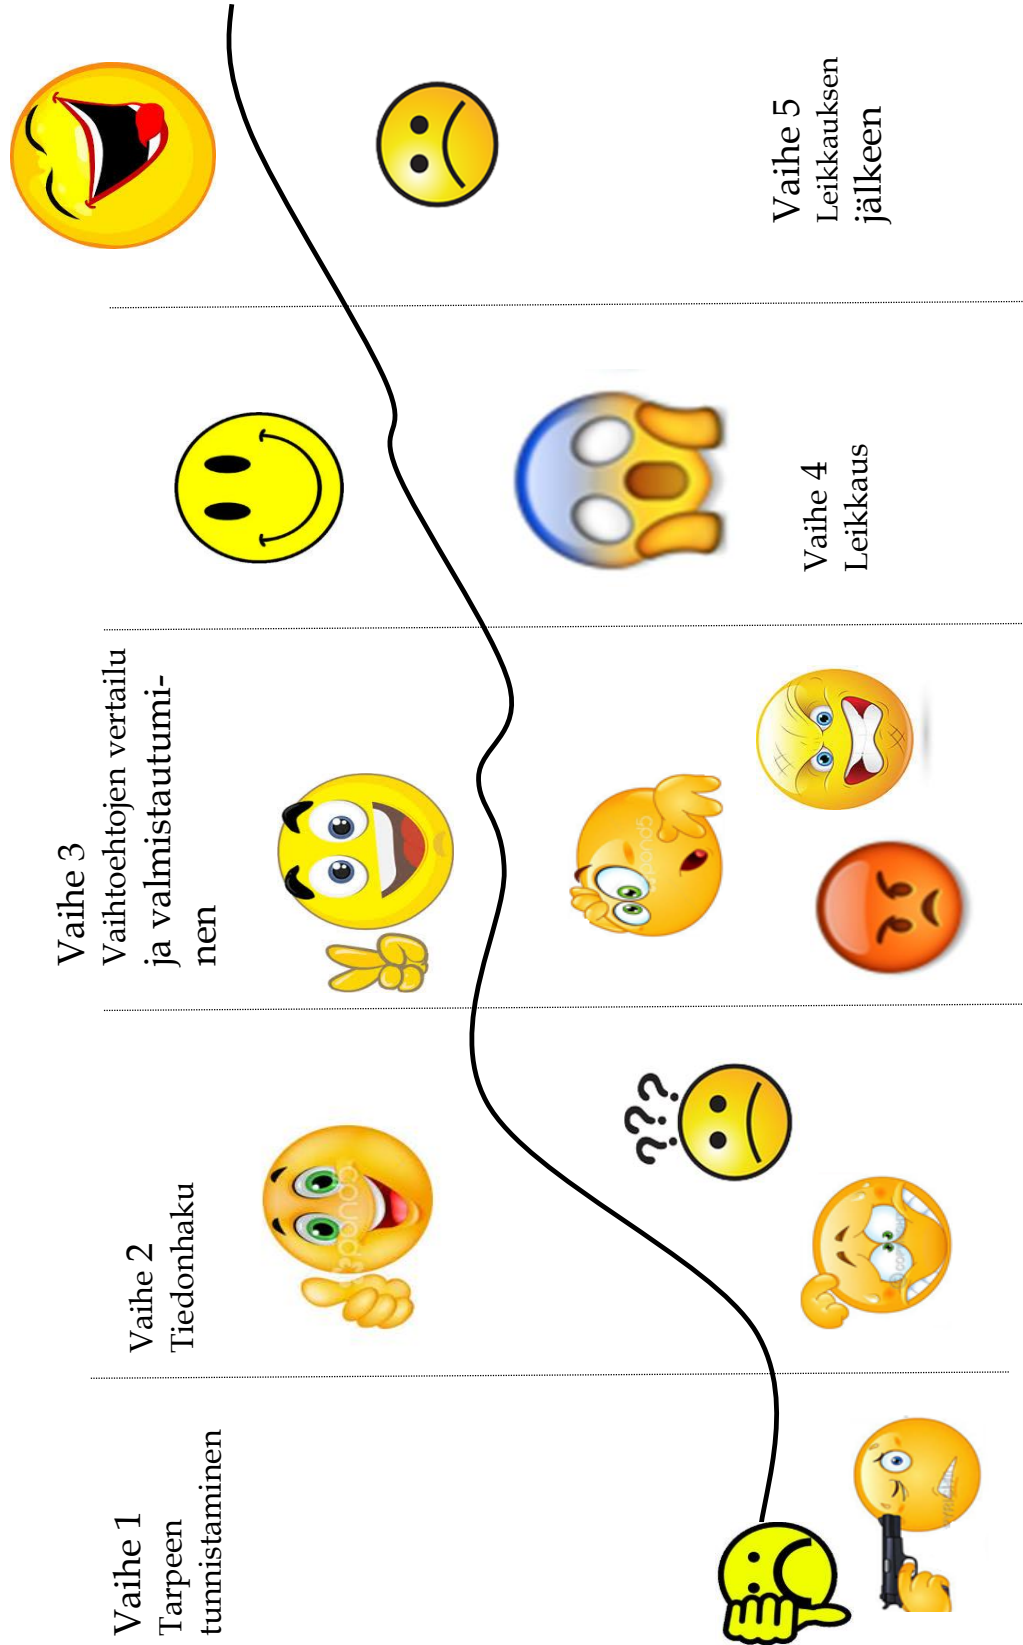 Vaihe 1
Tarpeen
tunnistaminen
Vaihe 2
Tiedonhaku
Vaihe 3
Vaihtoehtojen vertailu
ja valmistautumi-
nen
Vaihe 4
Leikkaus
Vaihe 5
Leikkauksen
jälkeen
???